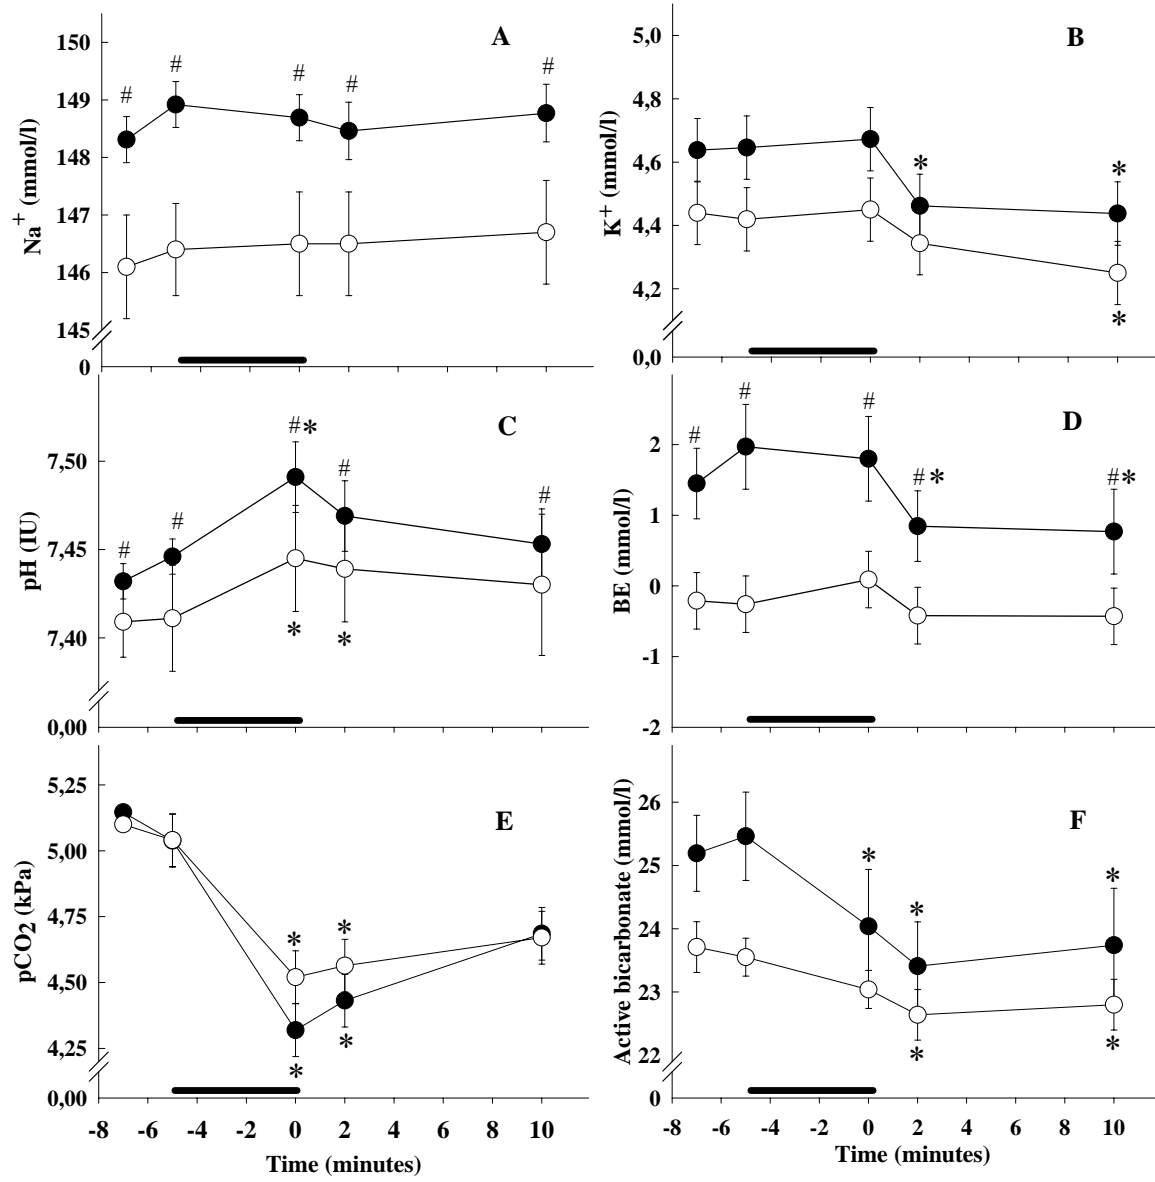 A
Na+ (mmol/l)
150
149
148
147
146
145
0
# # # # #
B
K+ (mmol/l)
5,0
4,8
4,6
4,4
4,2
0,0
* *
*
C
pH (IU)
7,50
7,45
7,40
0,00
# # #* # #
* *
D
BE (mmol/l)
2
1
0
-1
-2
# # # #* #*
E
pCO2 (kPa)
5,25
5,00
4,75
4,50
4,25
0,00
* *
* *
-8 -6 -4 -2 0 2 4 6 8 10
Time (minutes)
F
Active bicarbonate (mmol/l)
26
25
24
23
22
0
* * *
* *
-8 -6 -4 -2 0 2 4 6 8 10
Time (minutes)